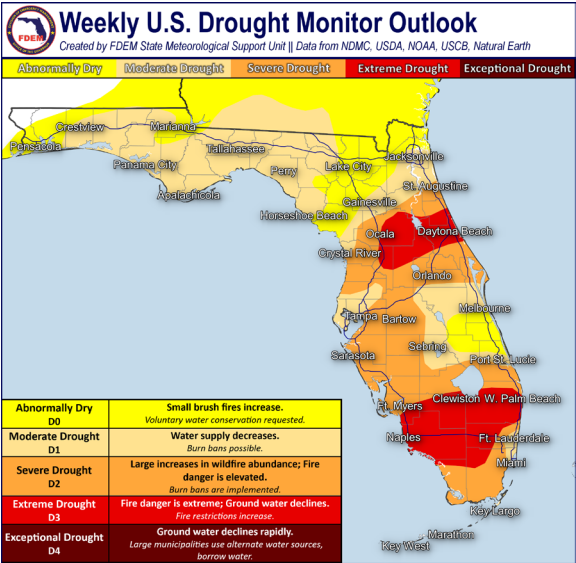 FDEM
Weekly U.S. Drought Monitor Outlook
Created by FDEM State Meteorological Support Unit || Data from NDMC, USDA, NOAA, USCB, Natural Earth
Abnormally Dry
Moderate Drought
Severe Drought
Extreme Drought
Exceptional Drought
Crestview
Marianna
Pensacola
Tallahassee
Jacksonville
Panama City
Perry
Lake City
Apalachicola
St. Augustine
Gainesville
Horseshoe Beach
Ocala
Daytona Beach
Crystal River
Orlando
Melbourne
Tampa
Bartow
Sebring
Sarasota
Port St. Lucie
Ft. Myers
Clewiston
W. Palm Beach
Naples
Ft. Lauderdale
Miami
Key Largo
Marathon
Key West
Abnormally Dry
D0
Small brush fires increase.
Voluntary water conservation requested.
Moderate Drought
D1
Water supply decreases.
Burn bans possible.
Severe Drought
D2
Large increases in wildfire abundance; Fire
danger is elevated.
Burn bans are implemented.
Extreme Drought
D3
Fire danger is extreme; Ground water declines.
Fire restrictions increase.
Exceptional Drought
D4
Ground water declines rapidly.
Large municipalities use alternate water sources,
borrow water.